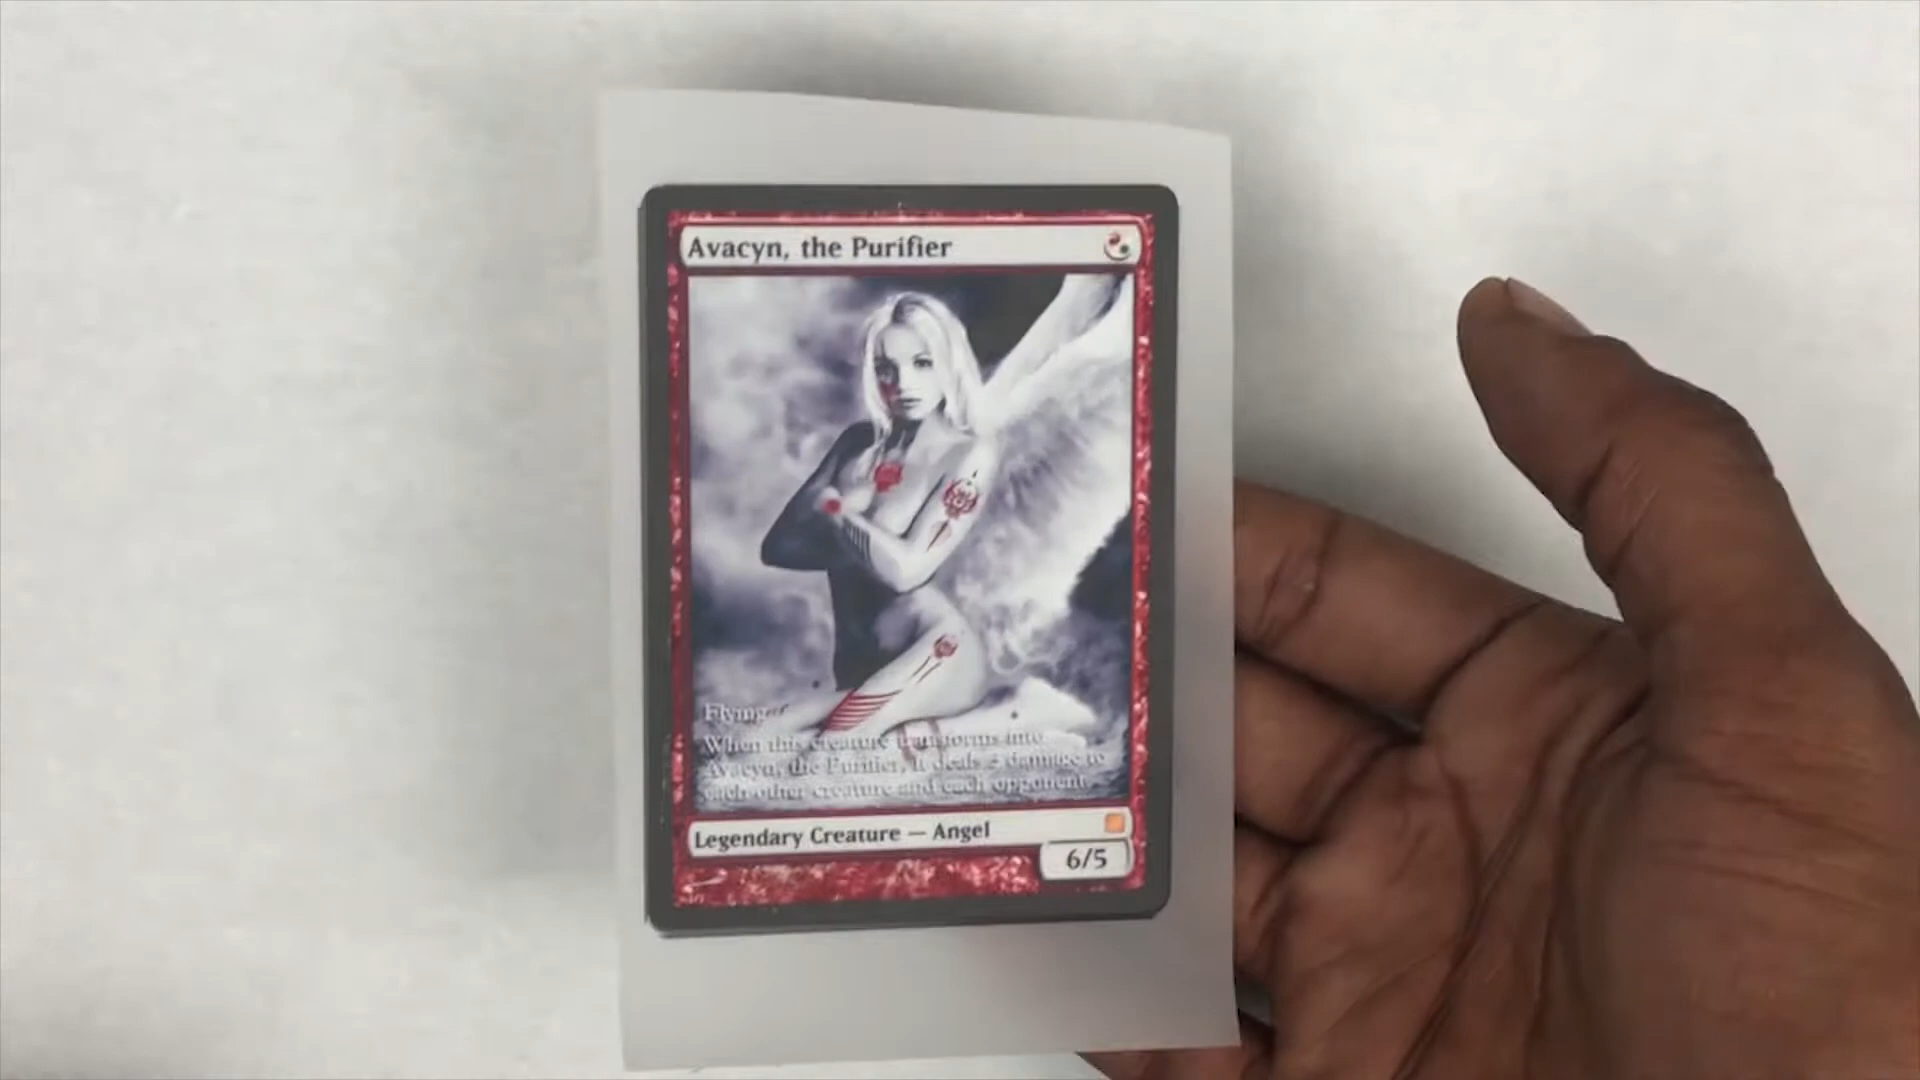 Avacyn, the Purifier
Flying
When this creature transforms into
Avacyn, the Purifier, it deals 3 damage to
each other creature and each opponent.
Legendary Creature — Angel
6/5